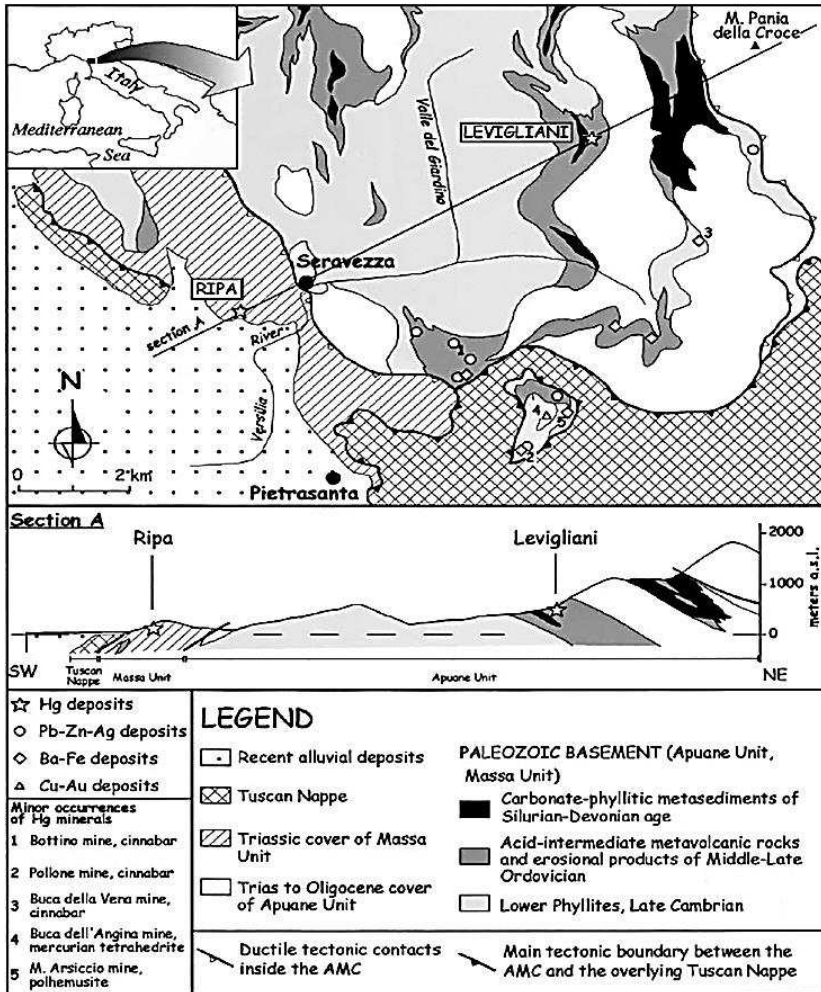 M. Pania
della Croce
Italy
Mediterranean
Sea
LEVIGLIANI
Valle del Giardino
3
Seravezza
RIPA
section A
River
Versilia
1
4
5
2
N
0 2 km
Pietrasanta
Section A
Ripa
Levigliani
2000
1000
0
meters a.s.l.
SW
Tuscan
Nappe
Massa Unit
Apuane Unit
NE
Hg deposits
Pb-Zn-Ag deposits
Ba-Fe deposits
Cu-Au deposits
Minor occurrences
of Hg minerals
1 Bottino mine, cinnabar
2 Pollone mine, cinnabar
3 Buca della Vena mine,
cinnabar
4 Buca dell'Angina mine,
mercurian tetrahedrite
5 M. Arsiccio mine,
polhemusite
LEGEND
Recent alluvial deposits
Tuscan Nappe
Triassic cover of Massa
Unit
Trias to Oligocene cover
of Apuane Unit
PALEOZOIC BASEMENT (Apuane Unit,
Massa Unit)
Carbonate-phyllitic metasediments of
Silurian-Devonian age
Acid-intermediate metavolcanic rocks
and erosional products of Middle-Late
Ordovician
Lower Phyllites, Late Cambrian
Ductile tectonic contacts
inside the AMC
Main tectonic boundary between the
AMC and the overlying Tuscan Nappe